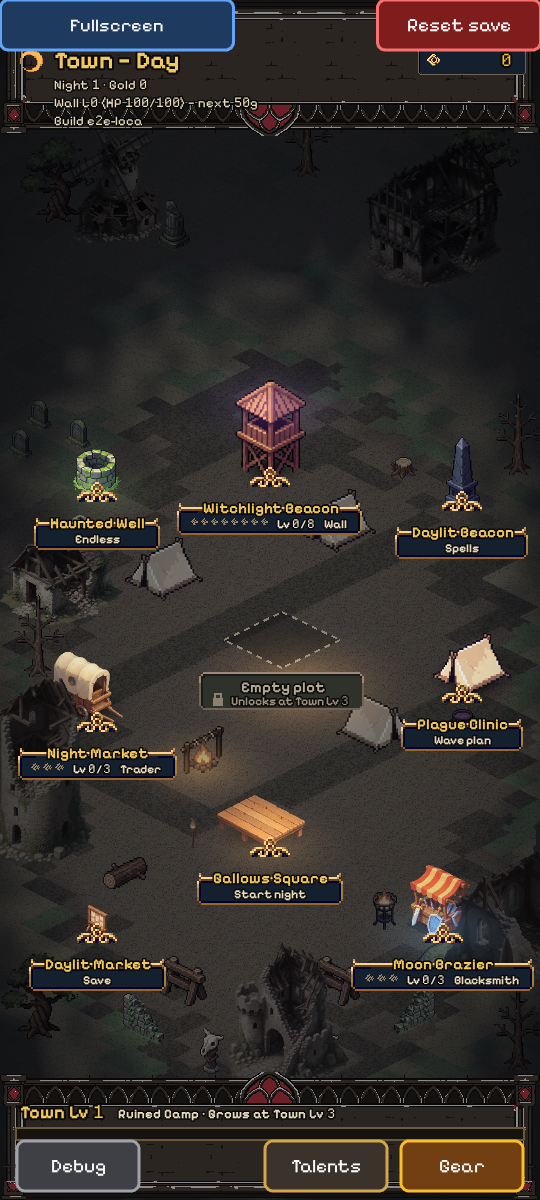 Fullscreen
Reset save
Town - Day
0
Night 1 · Gold 0
Wall L0 (HP 100/100) - next 50g
Build e2e-loca
Witchlight Beacon
Lv 0/8 Wall
Haunted Well
Endless
Daylit Beacon
Spells
Empty plot
Unlocks at Town Lv 3
Plague Clinic
Wave plan
Night Market
Lv 0/3 Trader
Gallows Square
Start night
Daylit Market
Save
Moon Brazier
Lv 0/3 Blacksmith
Town Lv 1 Ruined Camp · Grows at Town Lv 3
Debug
Talents
Gear